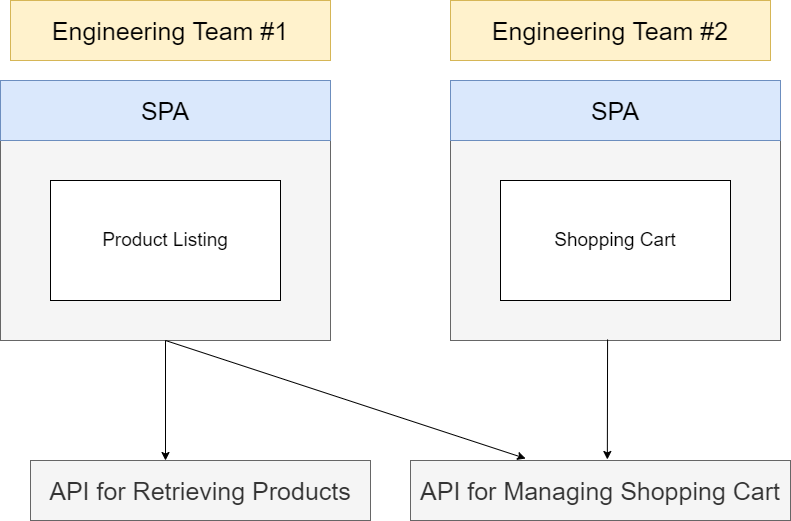 Engineering Team #1
Engineering Team #2
SPA
SPA
Product Listing
Shopping Cart
API for Retrieving Products
API for Managing Shopping Cart